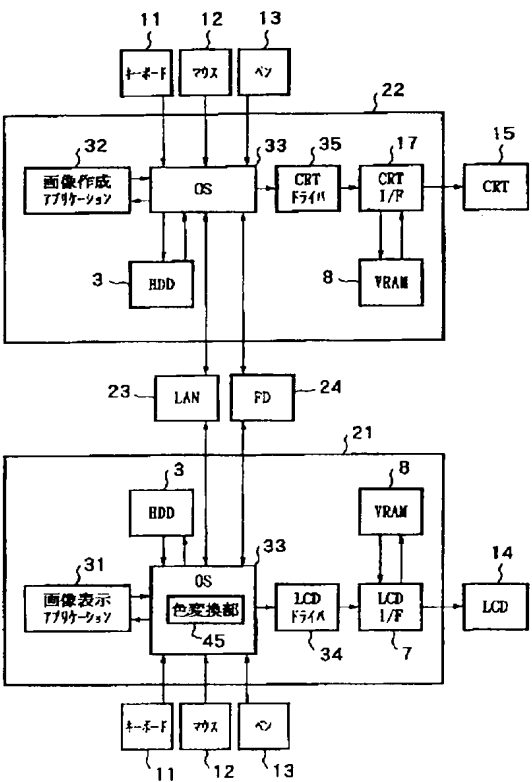 11
12
13
キーボード
マウス
ペン
22
32
33
35
17
15
画像作成
アプリケーション
OS
CRT
ドライバ
CRT
I/F
CRT
3
HDD
8
VRAM
23
LAN
FD
24
21
3
HDD
8
VRAM
33
14
31
画像表示
アプリケーション
OS
色変換部
45
LCD
ドライバ
34
LCD
I/F
7
LCD
キーボード
マウス
ペン
11
12
13